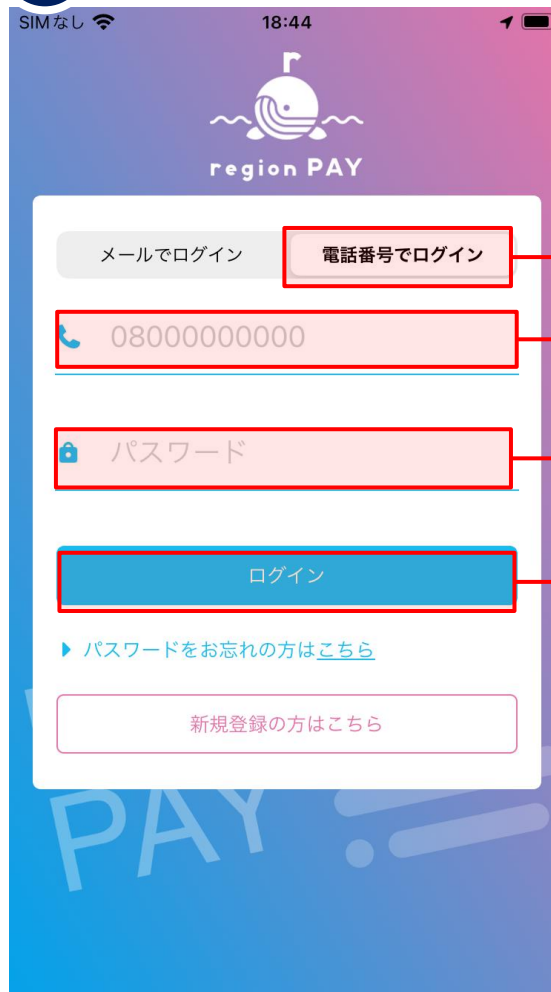 SIMなし
18:44
r
region PAY
メールでログイン
電話番号でログイン
08000000000
パスワード
ログイン
パスワードをお忘れの方はこちら
新規登録の方はこちら
PAY